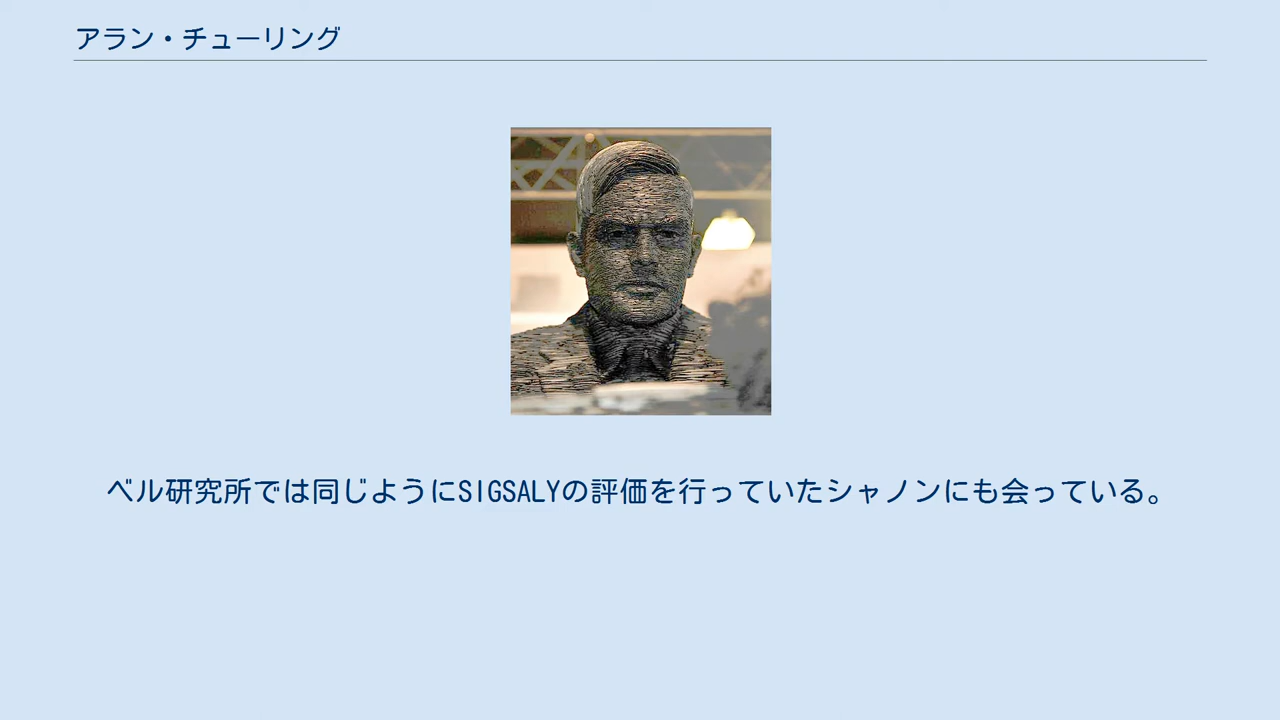 アラン・チューリング
ベル研究所では同じようにSIGSALYの評価を行っていたシャノンにも会っている。